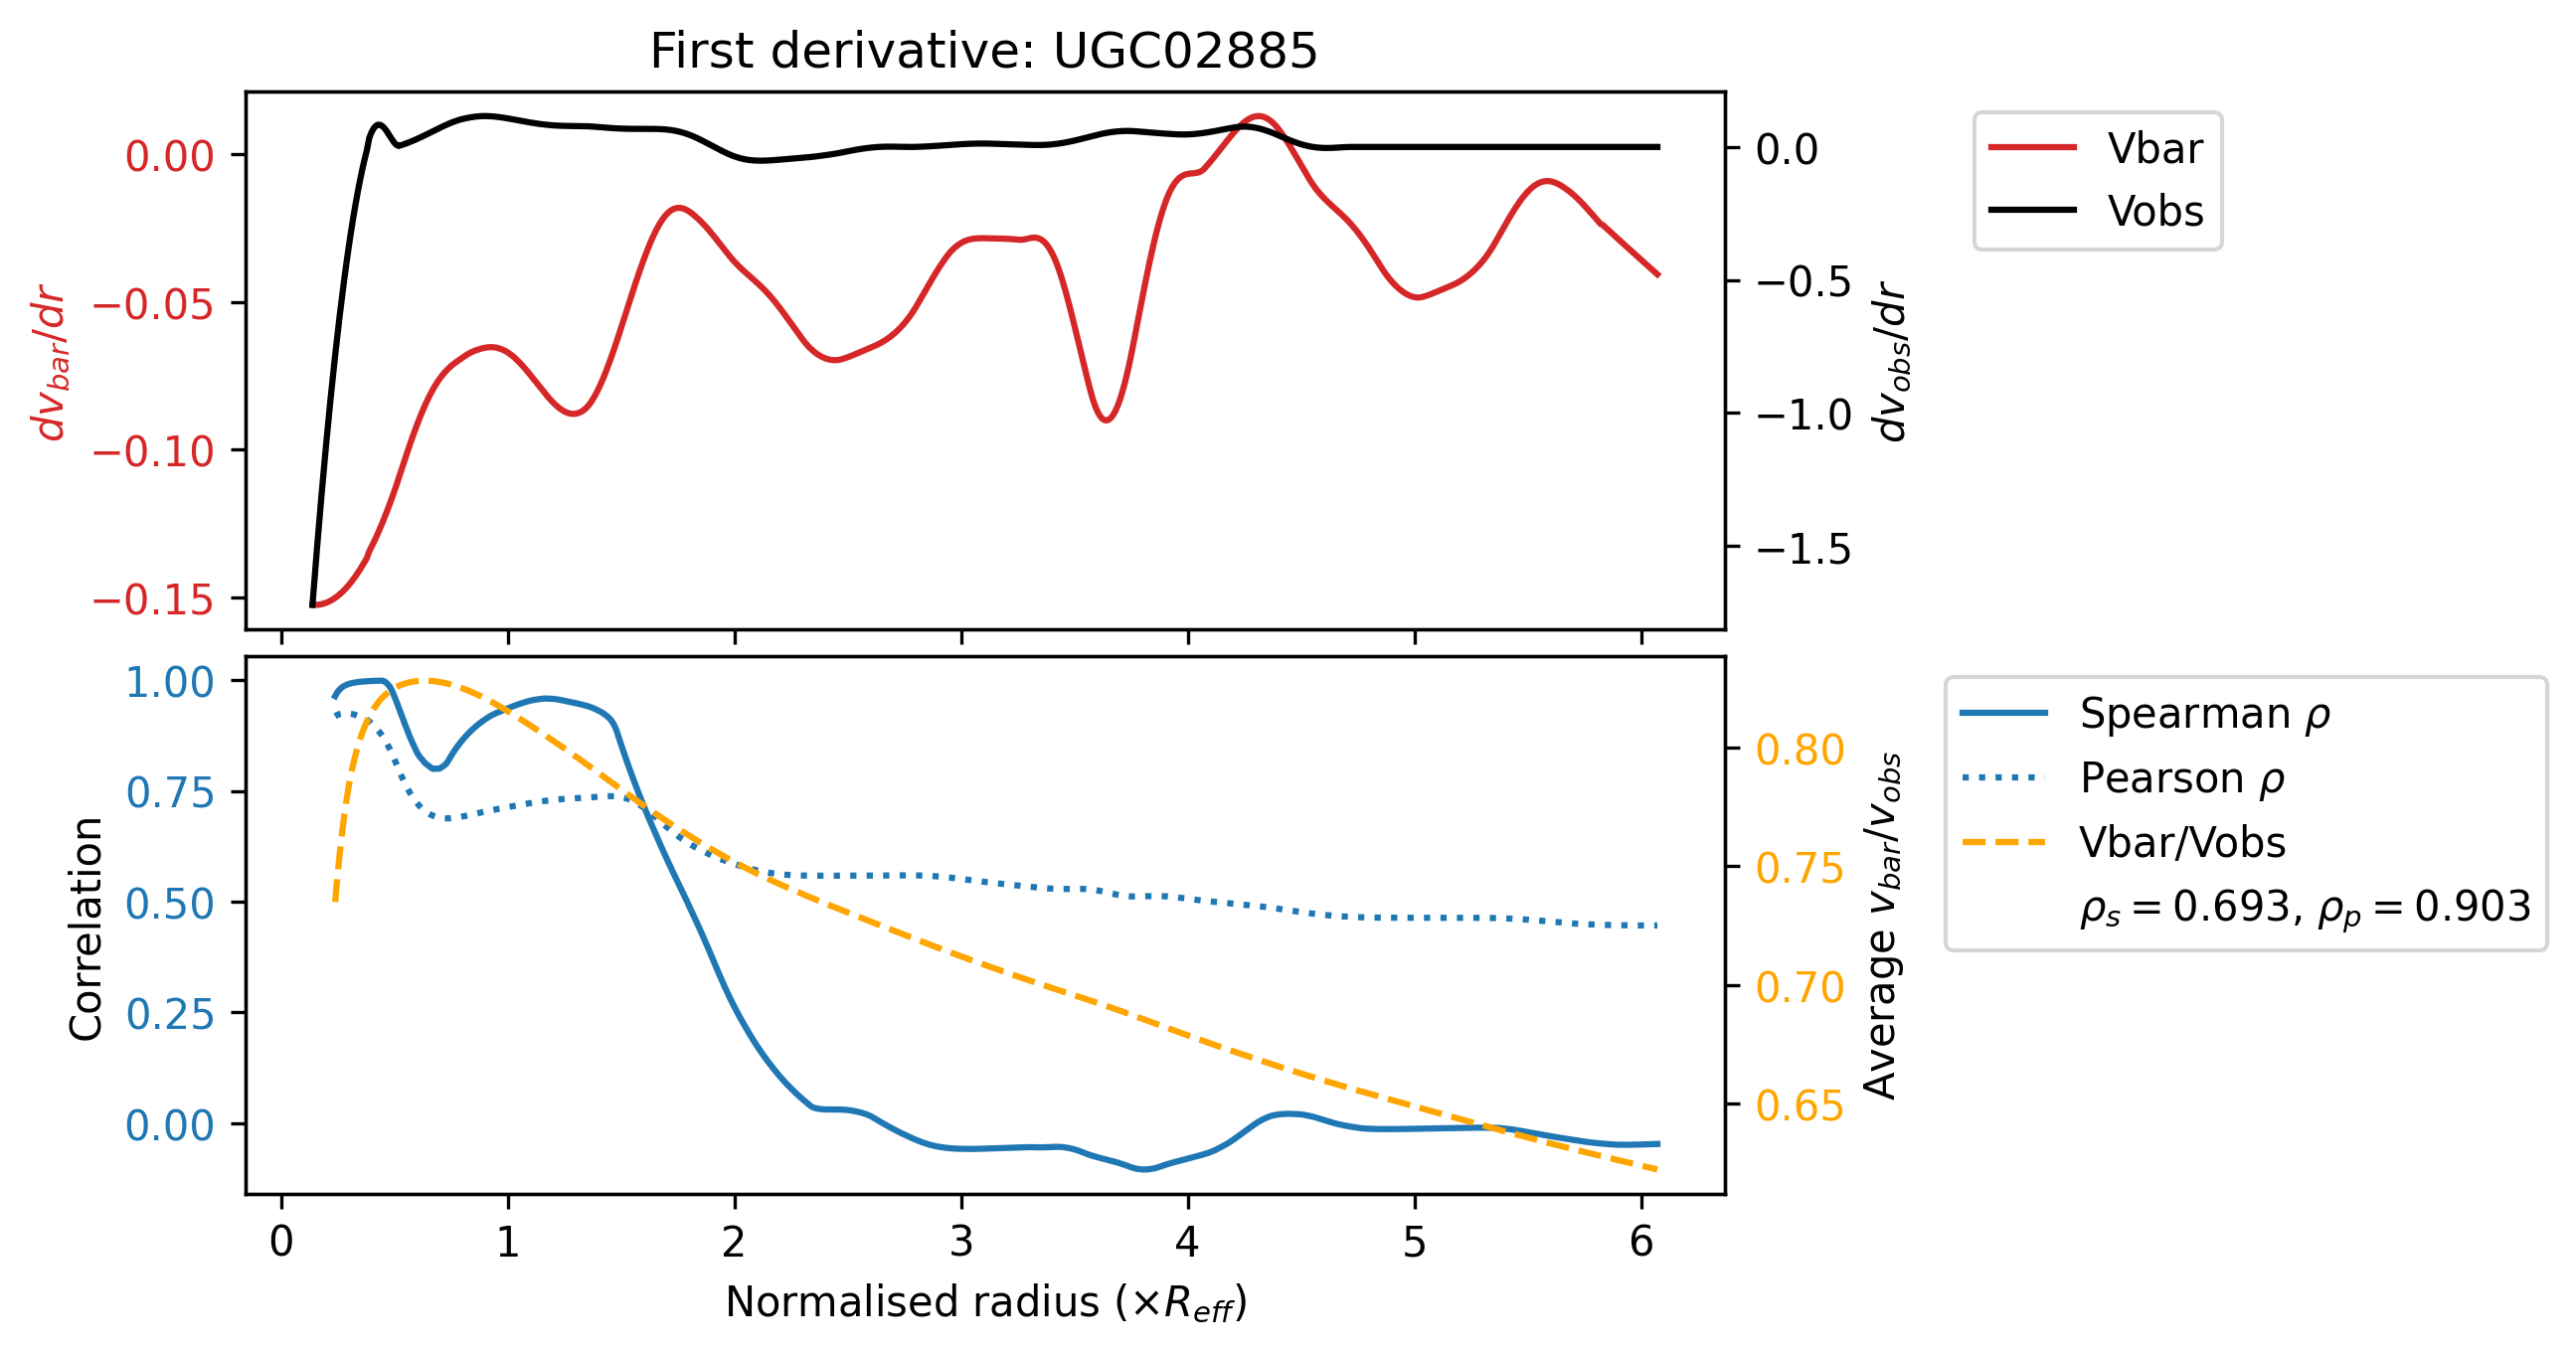 First derivative: UGC02885
0.00
−0.05
−0.10
−0.15
dv_bar/dr
0.0
−0.5
−1.0
−1.5
dv_obs/dr
Vbar
Vobs
1.00
0.75
0.50
0.25
0.00
Correlation
0.80
0.75
0.70
0.65
Average v_bar/v_obs
Spearman ρ
Pearson ρ
Vbar/Vobs
ρ_s = 0.693, ρ_p = 0.903
0 1 2 3 4 5 6
Normalised radius (×R_eff)